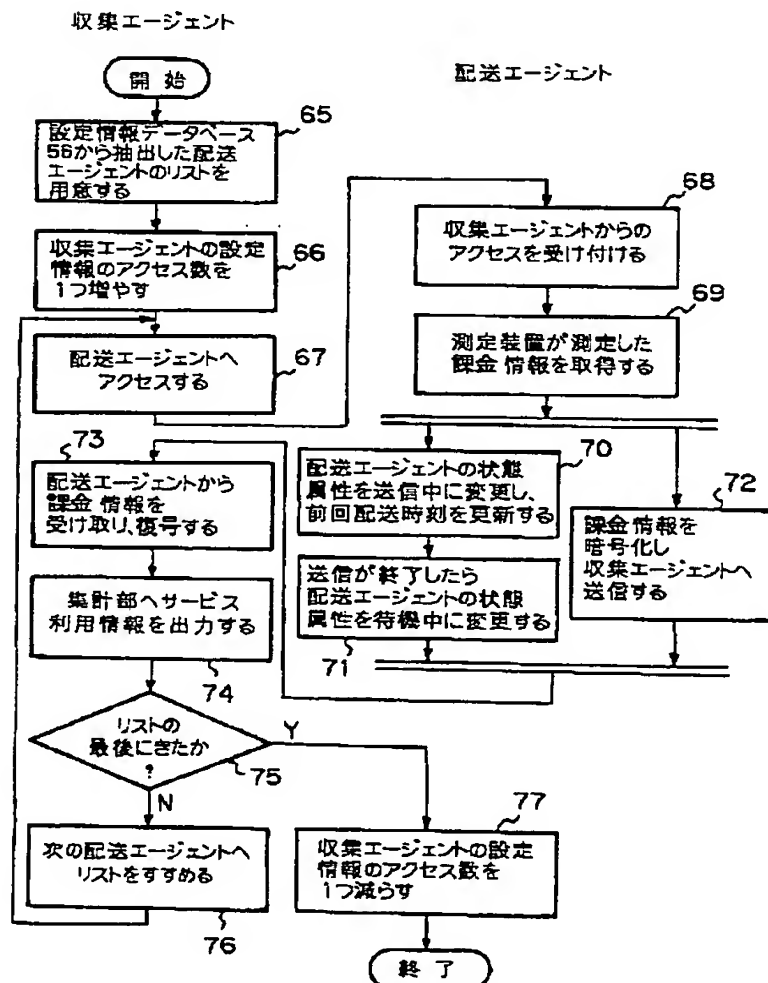 収集エージェント
開始
65
設定情報データベース
56から抽出した配送
エージェントのリストを
用意する
収集エージェントの設定
情報のアクセス数を
1つ増やす
66
配送エージェントへ
アクセスする
67
配送エージェント
68
収集エージェントからの
アクセスを受け付ける
69
測定装置が測定した
課金情報を取得する
70
配送エージェントの状態
属性を送信中に変更し、
前回配送時刻を更新する
送信が終了したら
配送エージェントの状態
属性を待機中に変更する
71
72
課金情報を
暗号化し
収集エージェントへ
送信する
73
配送エージェントから
課金情報を
受け取り、復号する
集計部へサービス
利用情報を出力する
74
リストの
最後にきたか
?
75
Y
N
次の配送エージェントへ
リストをすすめる
76
77
収集エージェントの設定
情報のアクセス数を
1つ減らす
終了